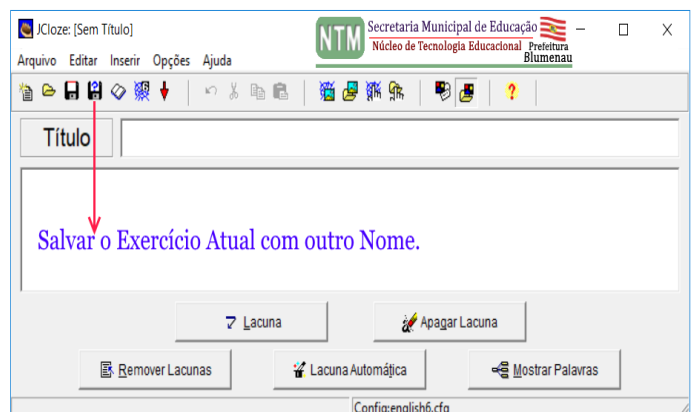 JCloze: [Sem Título]
NTM
Secretaria Municipal de Educação
Núcleo de Tecnologia Educacional
Prefeitura
Blumenau
Arquivo Editar Inserir Opções Ajuda
Título
Salvar o Exercício Atual com outro Nome.
Lacuna
Apagar Lacuna
Remover Lacunas
Lacuna Automática
Mostrar Palavras
Config:english6.cfg